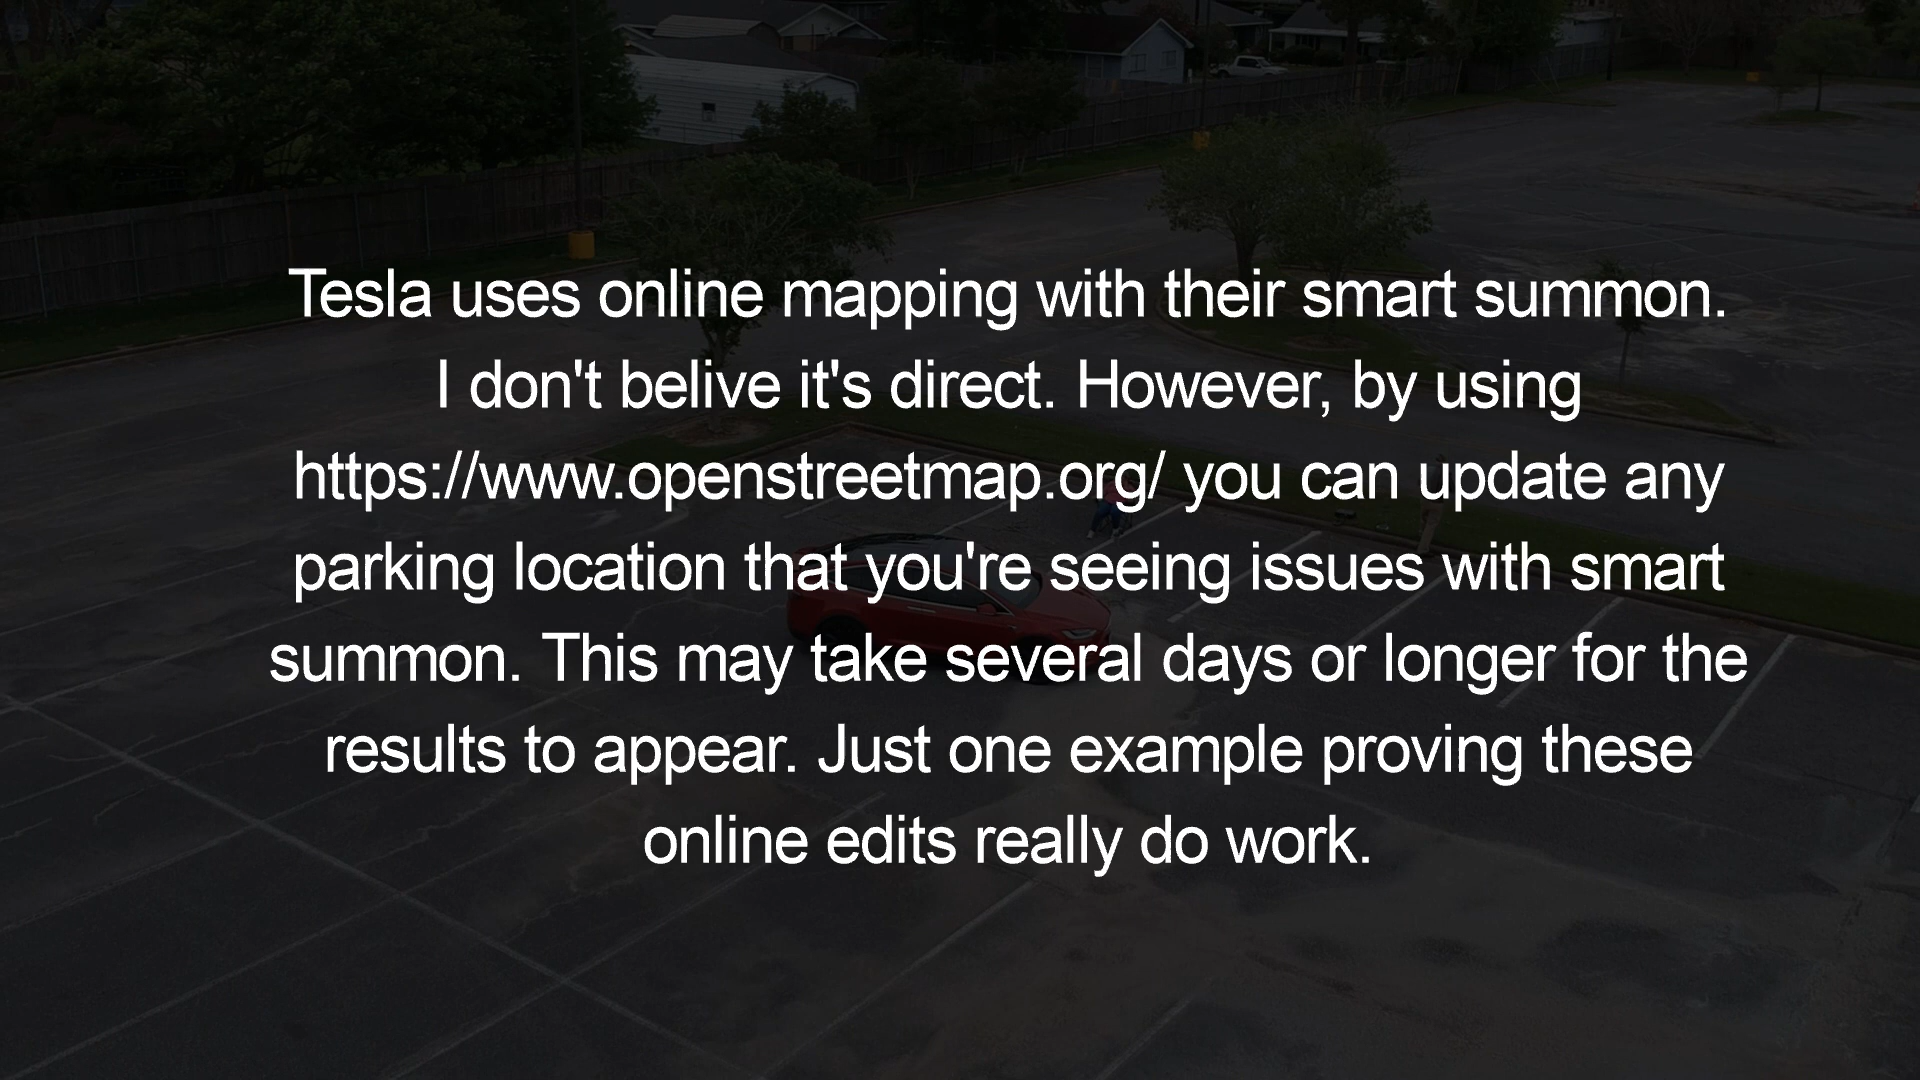 Tesla uses online mapping with their smart summon.
I don't belive it's direct. However, by using
https://www.openstreetmap.org/ you can update any
parking location that you're seeing issues with smart
summon. This may take several days or longer for the
results to appear. Just one example proving these
online edits really do work.